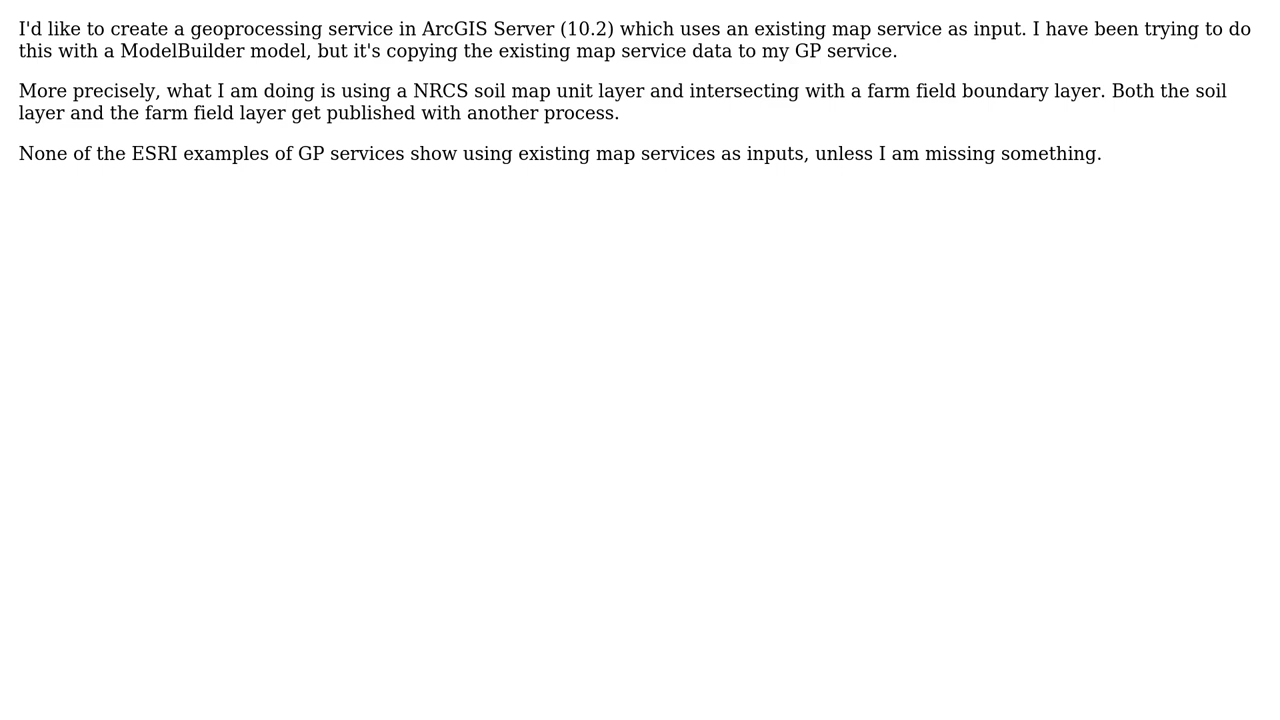 I'd like to create a geoprocessing service in ArcGIS Server (10.2) which uses an existing map service as input. I have been trying to do
this with a ModelBuilder model, but it's copying the existing map service data to my GP service.
More precisely, what I am doing is using a NRCS soil map unit layer and intersecting with a farm field boundary layer. Both the soil
layer and the farm field layer get published with another process.
None of the ESRI examples of GP services show using existing map services as inputs, unless I am missing something.